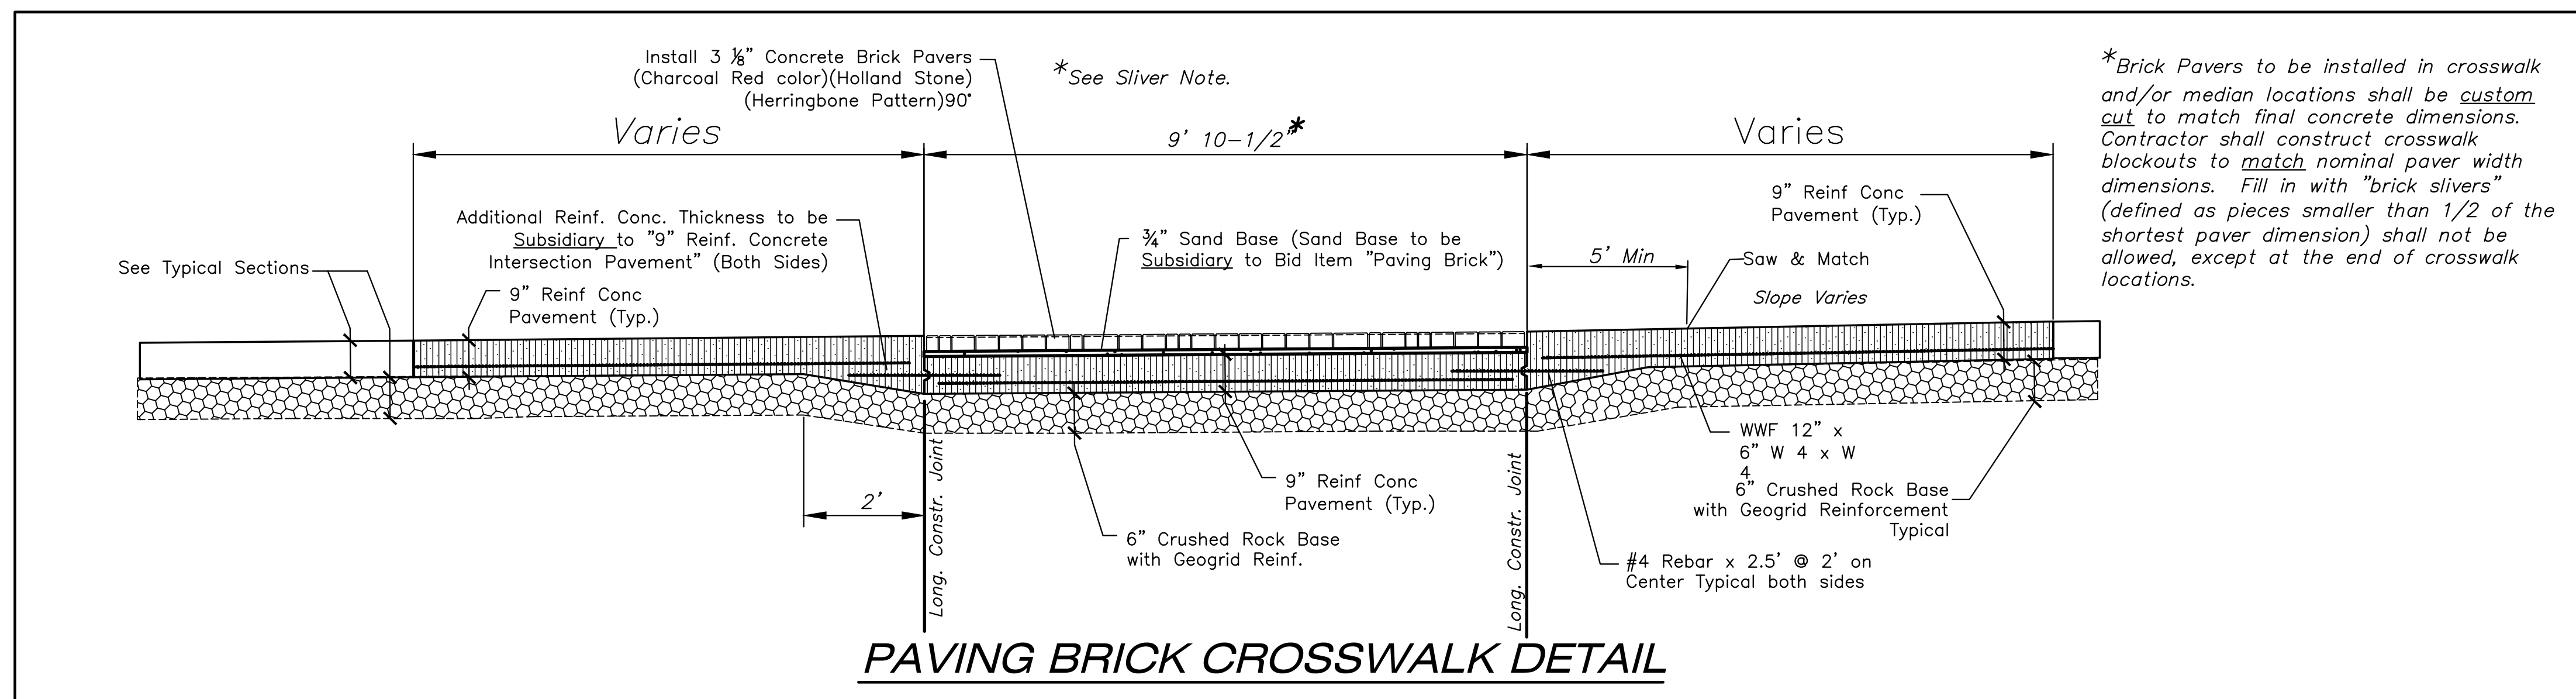 Install 3 ⅛" Concrete Brick Pavers
(Charcoal Red color)(Holland Stone)
(Herringbone Pattern)90°
*See Sliver Note.
Varies
9' 10-1/2"*
Varies
*Brick Pavers to be installed in crosswalk
and/or median locations shall be custom
cut to match final concrete dimensions.
Contractor shall construct crosswalk
blockouts to match nominal paver width
dimensions. Fill in with "brick slivers"
(defined as pieces smaller than 1/2 of the
shortest paver dimension) shall not be
allowed, except at the end of crosswalk
locations.
9" Reinf Conc
Pavement (Typ.)
Additional Reinf. Conc. Thickness to be
Subsidiary to "9" Reinf. Concrete
Intersection Pavement" (Both Sides)
¾" Sand Base (Sand Base to be
Subsidiary to Bid Item "Paving Brick")
5' Min
Saw & Match
Slope Varies
See Typical Sections
9" Reinf Conc
Pavement (Typ.)
2'
Long. Constr. Joint
6" Crushed Rock Base
with Geogrid Reinf.
9" Reinf Conc
Pavement (Typ.)
Long. Constr. Joint
WWF 12" x
6" W 4 x W
4
6" Crushed Rock Base
with Geogrid Reinforcement
Typical
#4 Rebar x 2.5' @ 2' on
Center Typical both sides
PAVING BRICK CROSSWALK DETAIL